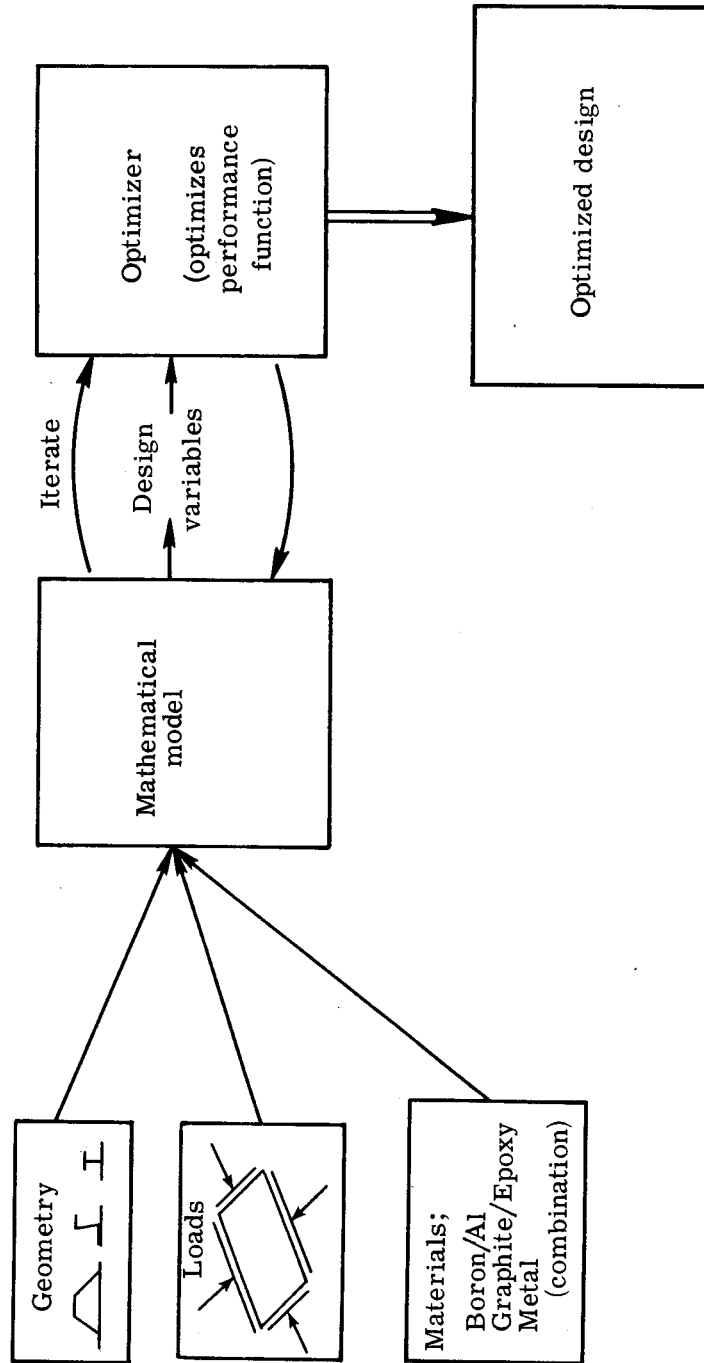 Geometry
Loads
Materials;
Boron/Al
Graphite/Epoxy
Metal
(combination)
Mathematical
model
Iterate
Design
variables
Optimizer
(optimizes
performance
function)
Optimized design